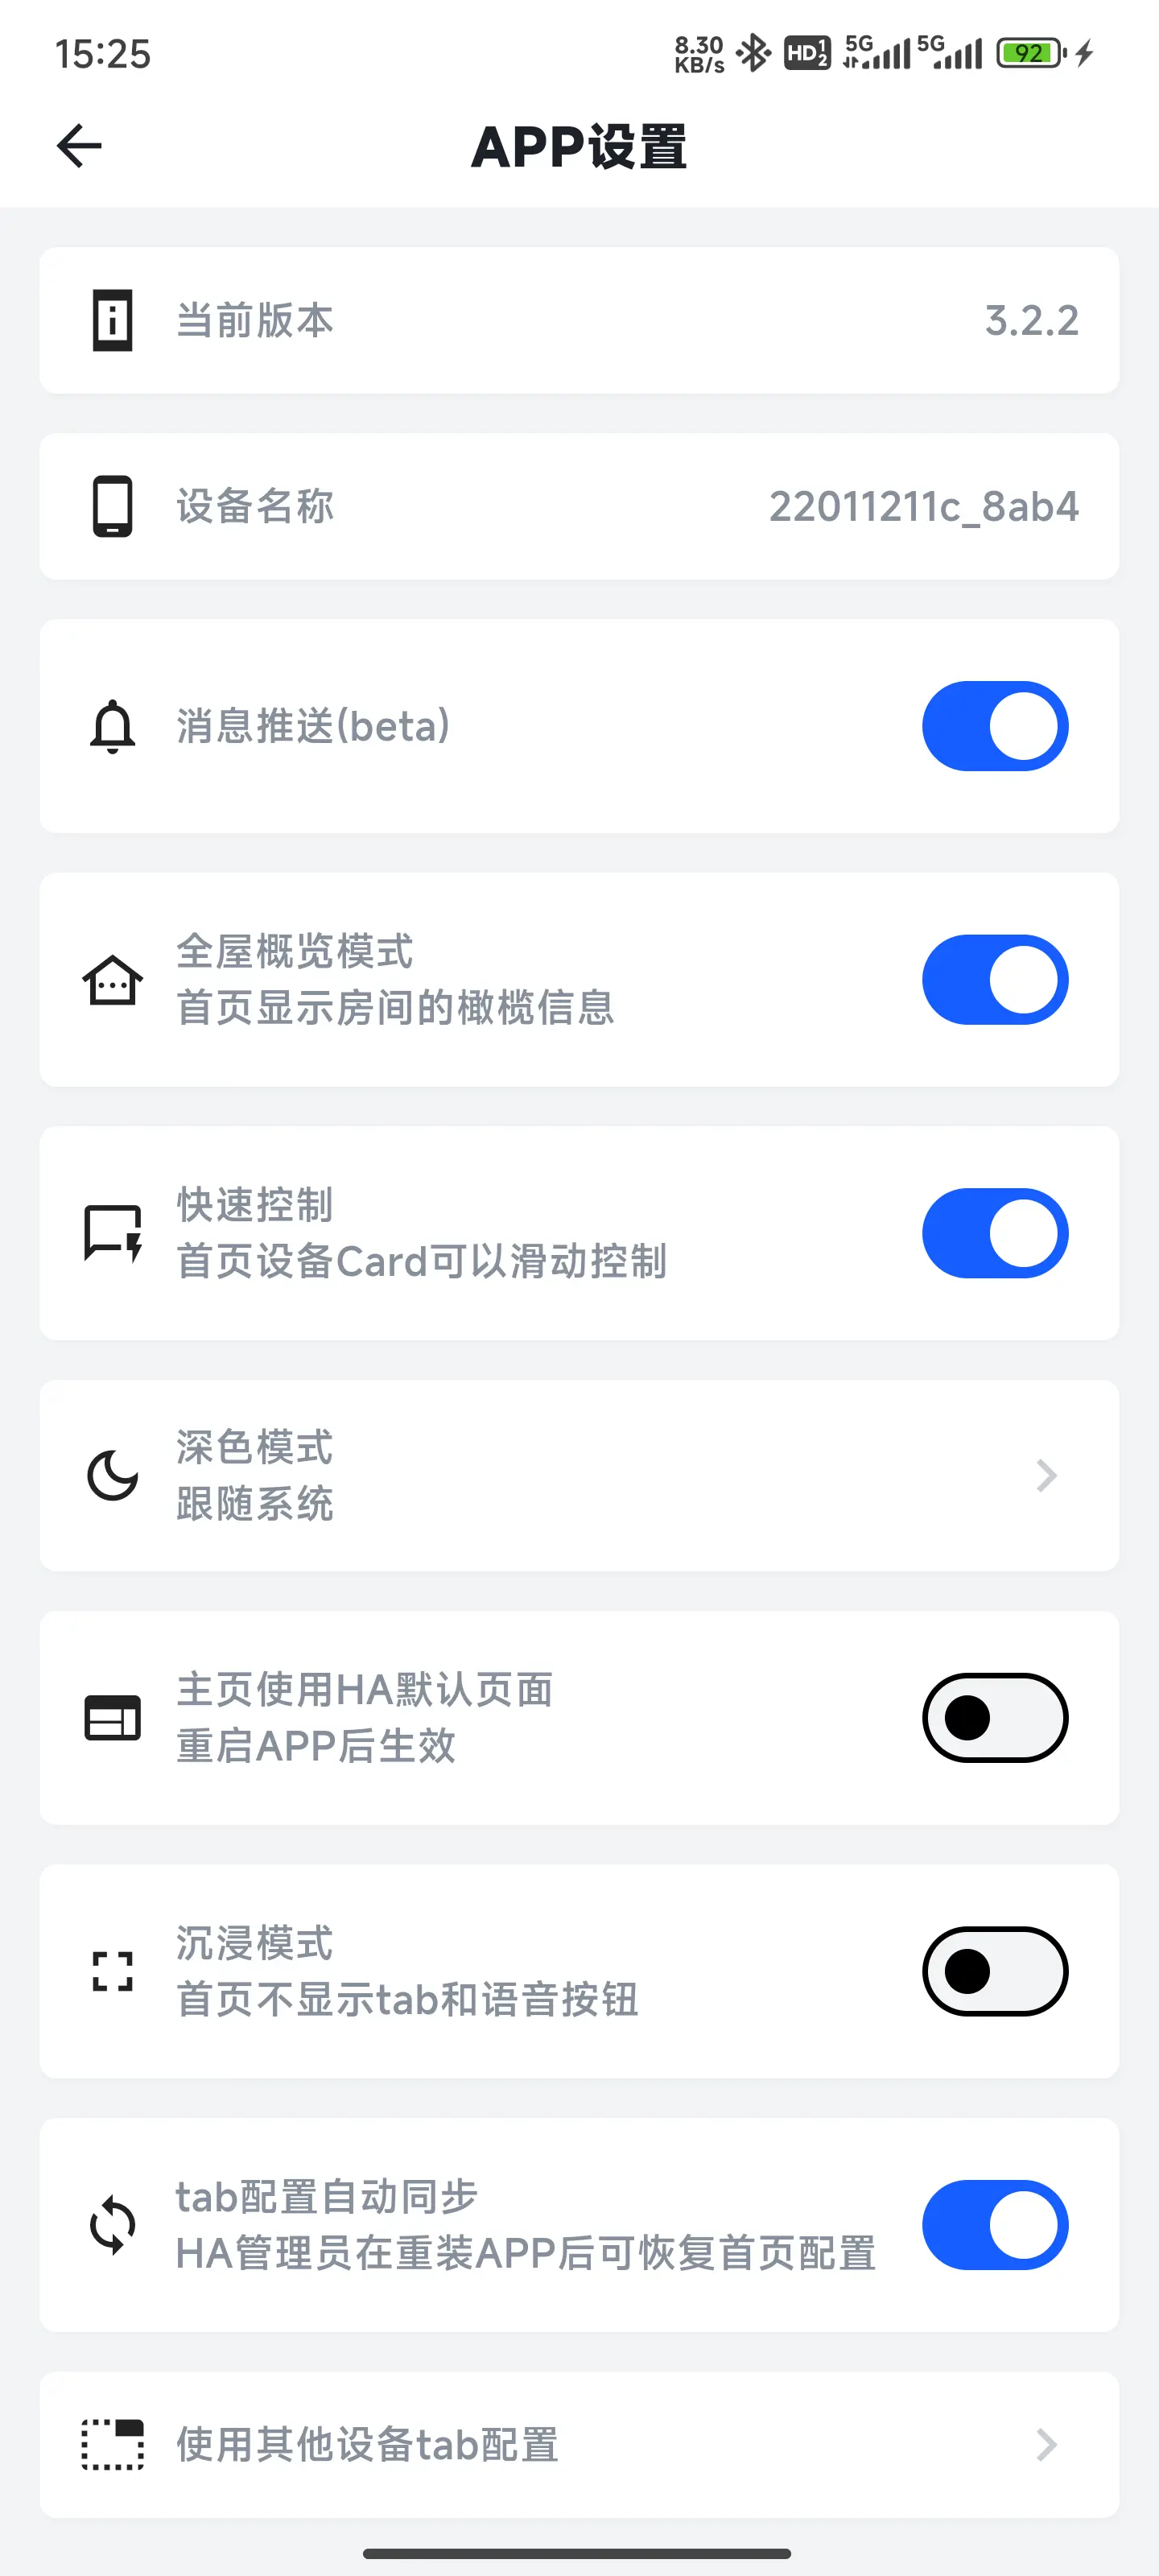 15:25
8.30
KB/s
HD 1 2
5G
5G
92
APP设置
当前版本
3.2.2
设备名称
22011211c_8ab4
消息推送(beta)
全屋概览模式
首页显示房间的橄榄信息
快速控制
首页设备Card可以滑动控制
深色模式
跟随系统
主页使用HA默认页面
重启APP后生效
沉浸模式
首页不显示tab和语音按钮
tab配置自动同步
HA管理员在重装APP后可恢复首页配置
使用其他设备tab配置